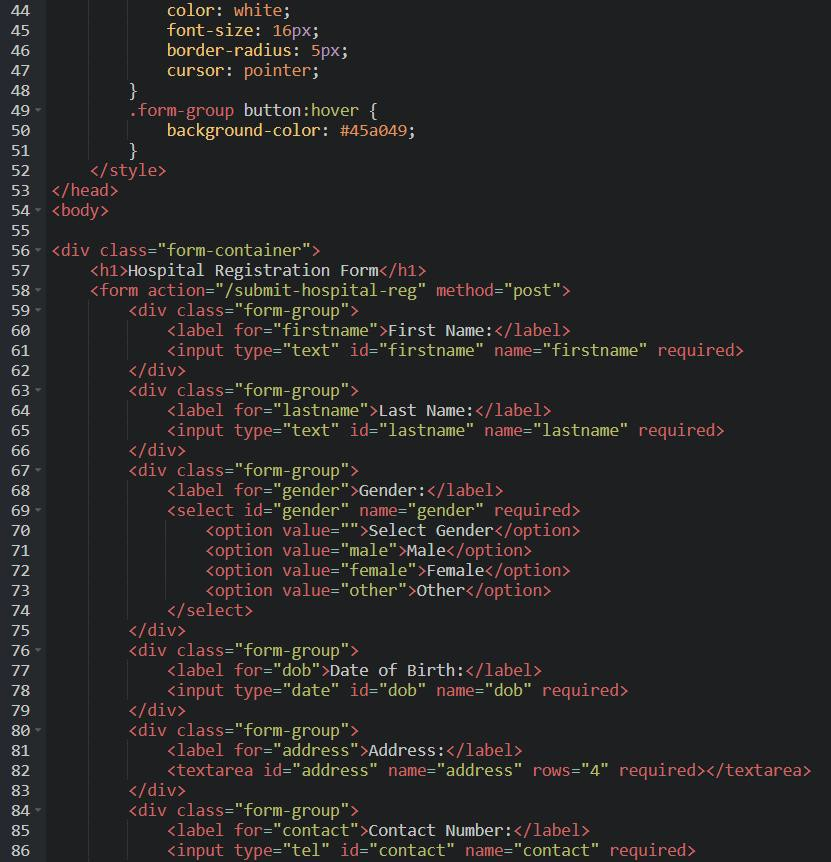 44 color: white;
45 font-size: 16px;
46 border-radius: 5px;
47 cursor: pointer;
48 }
49 .form-group button:hover {
50 background-color: #45a049;
51 }
52 </style>
53 </head>
54 <body>
55
56 <div class="form-container">
57 <h1>Hospital Registration Form</h1>
58 <form action="/submit-hospital-reg" method="post">
59 <div class="form-group">
60 <label for="firstname">First Name:</label>
61 <input type="text" id="firstname" name="firstname" required>
62 </div>
63 <div class="form-group">
64 <label for="lastname">Last Name:</label>
65 <input type="text" id="lastname" name="lastname" required>
66 </div>
67 <div class="form-group">
68 <label for="gender">Gender:</label>
69 <select id="gender" name="gender" required>
70 <option value="">Select Gender</option>
71 <option value="male">Male</option>
72 <option value="female">Female</option>
73 <option value="other">Other</option>
74 </select>
75 </div>
76 <div class="form-group">
77 <label for="dob">Date of Birth:</label>
78 <input type="date" id="dob" name="dob" required>
79 </div>
80 <div class="form-group">
81 <label for="address">Address:</label>
82 <textarea id="address" name="address" rows="4" required></textarea>
83 </div>
84 <div class="form-group">
85 <label for="contact">Contact Number:</label>
86 <input type="tel" id="contact" name="contact" required>